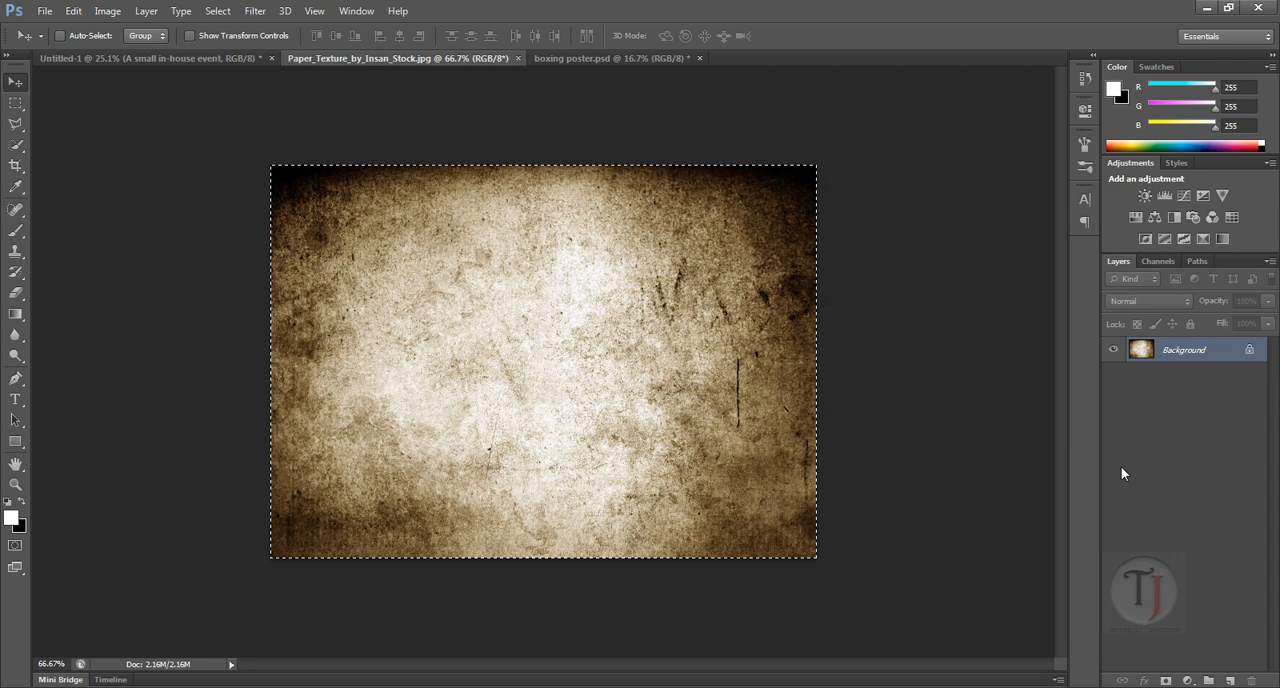 Ps File Edit Image Layer Type Select Filter 3D View Window Help
Auto-Select: Group Show Transform Controls 3D Mode: Essentials
Untitled-1 @ 25.1% (A small in-house event, RGB/8) * × Paper_Texture_by_Insan_Stock.jpg @ 66.7% (RGB/8*) × boxing poster.psd @ 16.7% (RGB/8*) * ×
Color Swatches
R 255
G 255
B 255
Adjustments Styles
Add an adjustment
Layers Channels Paths
Kind
Normal Opacity: 100%
Lock: Fill: 100%
Background
TJ
66.67% Doc: 2.16M/2.16M
Mini Bridge Timeline